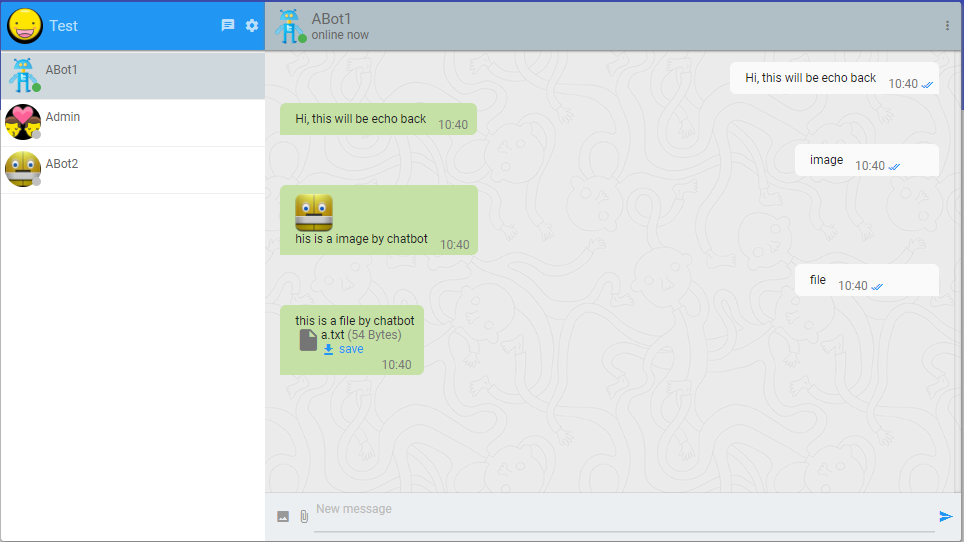 Test
ABot1
Admin
ABot2
ABot1
online now
Hi, this will be echo back 10:40
Hi, this will be echo back 10:40
image 10:40
his is a image by chatbot 10:40
file 10:40
this is a file by chatbot
a.txt (54 Bytes)
save
10:40
New message